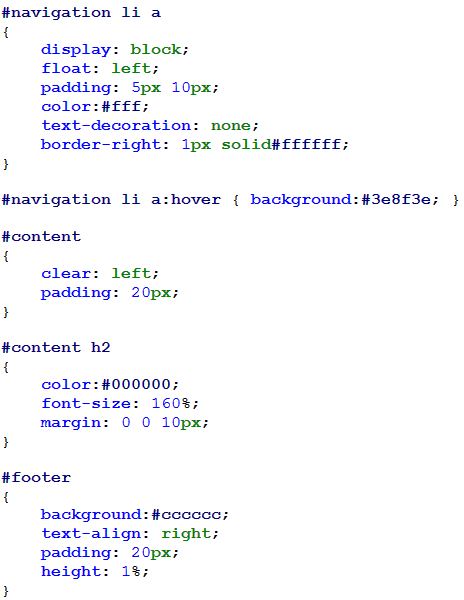 #navigation li a
{
    display: block;
    float: left;
    padding: 5px 10px;
    color:#fff;
    text-decoration: none;
    border-right: 1px solid#ffffff;
}

#navigation li a:hover { background:#3e8f3e; }

#content
{
    clear: left;
    padding: 20px;
}

#content h2
{
    color:#000000;
    font-size: 160%;
    margin: 0 0 10px;
}

#footer
{
    background:#cccccc;
    text-align: right;
    padding: 20px;
    height: 1%;
}